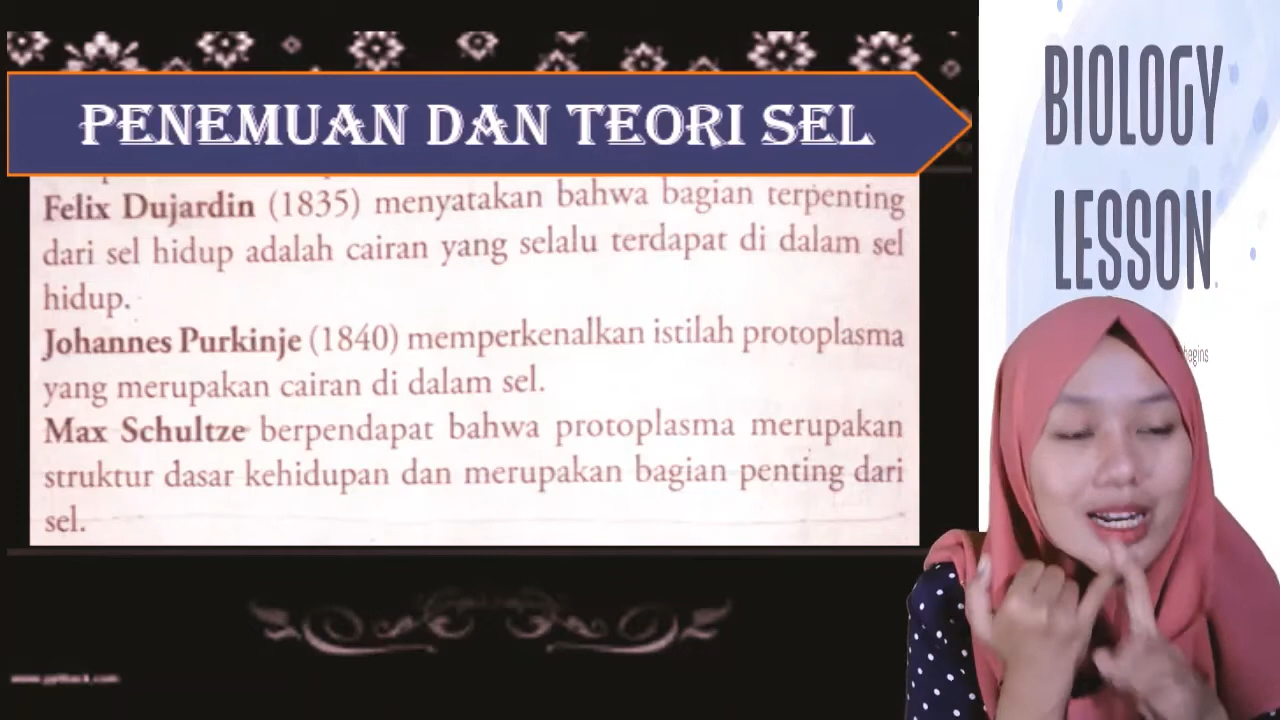 PENEMUAN DAN TEORI SEL
Felix Dujardin (1835) menyatakan bahwa bagian terpenting
dari sel hidup adalah cairan yang selalu terdapat di dalam sel
hidup.
Johannes Purkinje (1840) memperkenalkan istilah protoplasma
yang merupakan cairan di dalam sel.
Max Schultze berpendapat bahwa protoplasma merupakan
struktur dasar kehidupan dan merupakan bagian penting dari
sel.
BIOLOGY
LESSON
begins